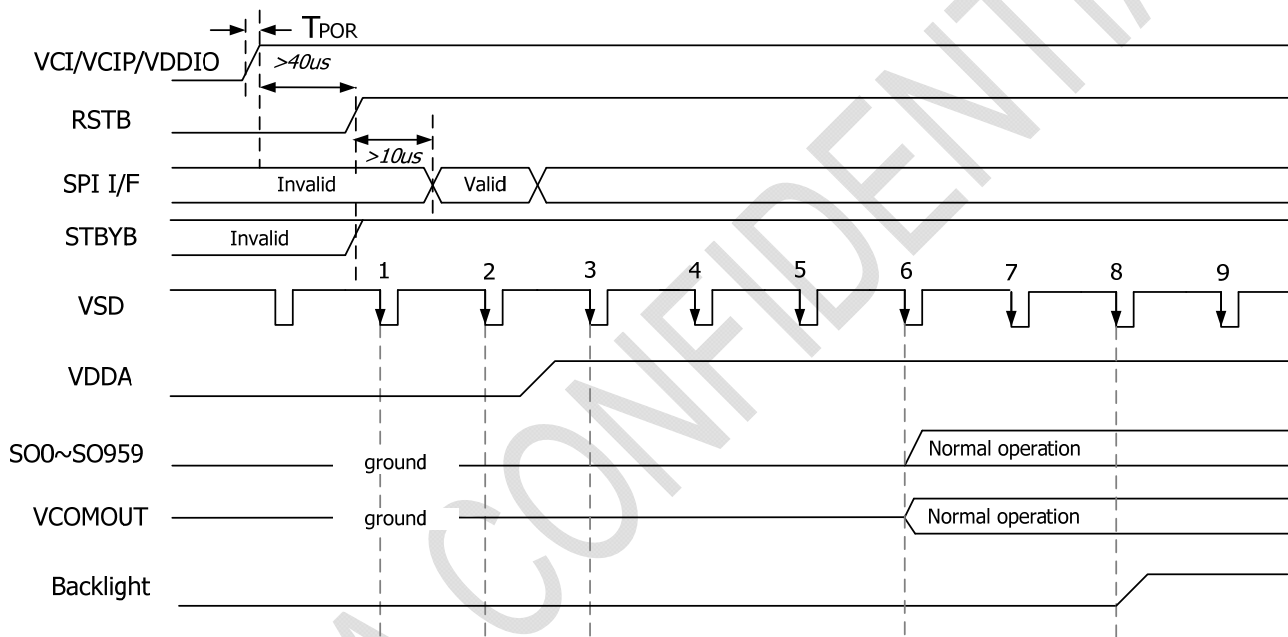 TPOR
VCI/VCIP/VDDIO
>40us
RSTB
>10us
SPI I/F
Invalid
Valid
STBYB
Invalid
1 2 3 4 5 6 7 8 9
VSD
VDDA
SO0~SO959
ground
Normal operation
VCOMOUT
ground
Normal operation
Backlight
A CONFIDENTIA